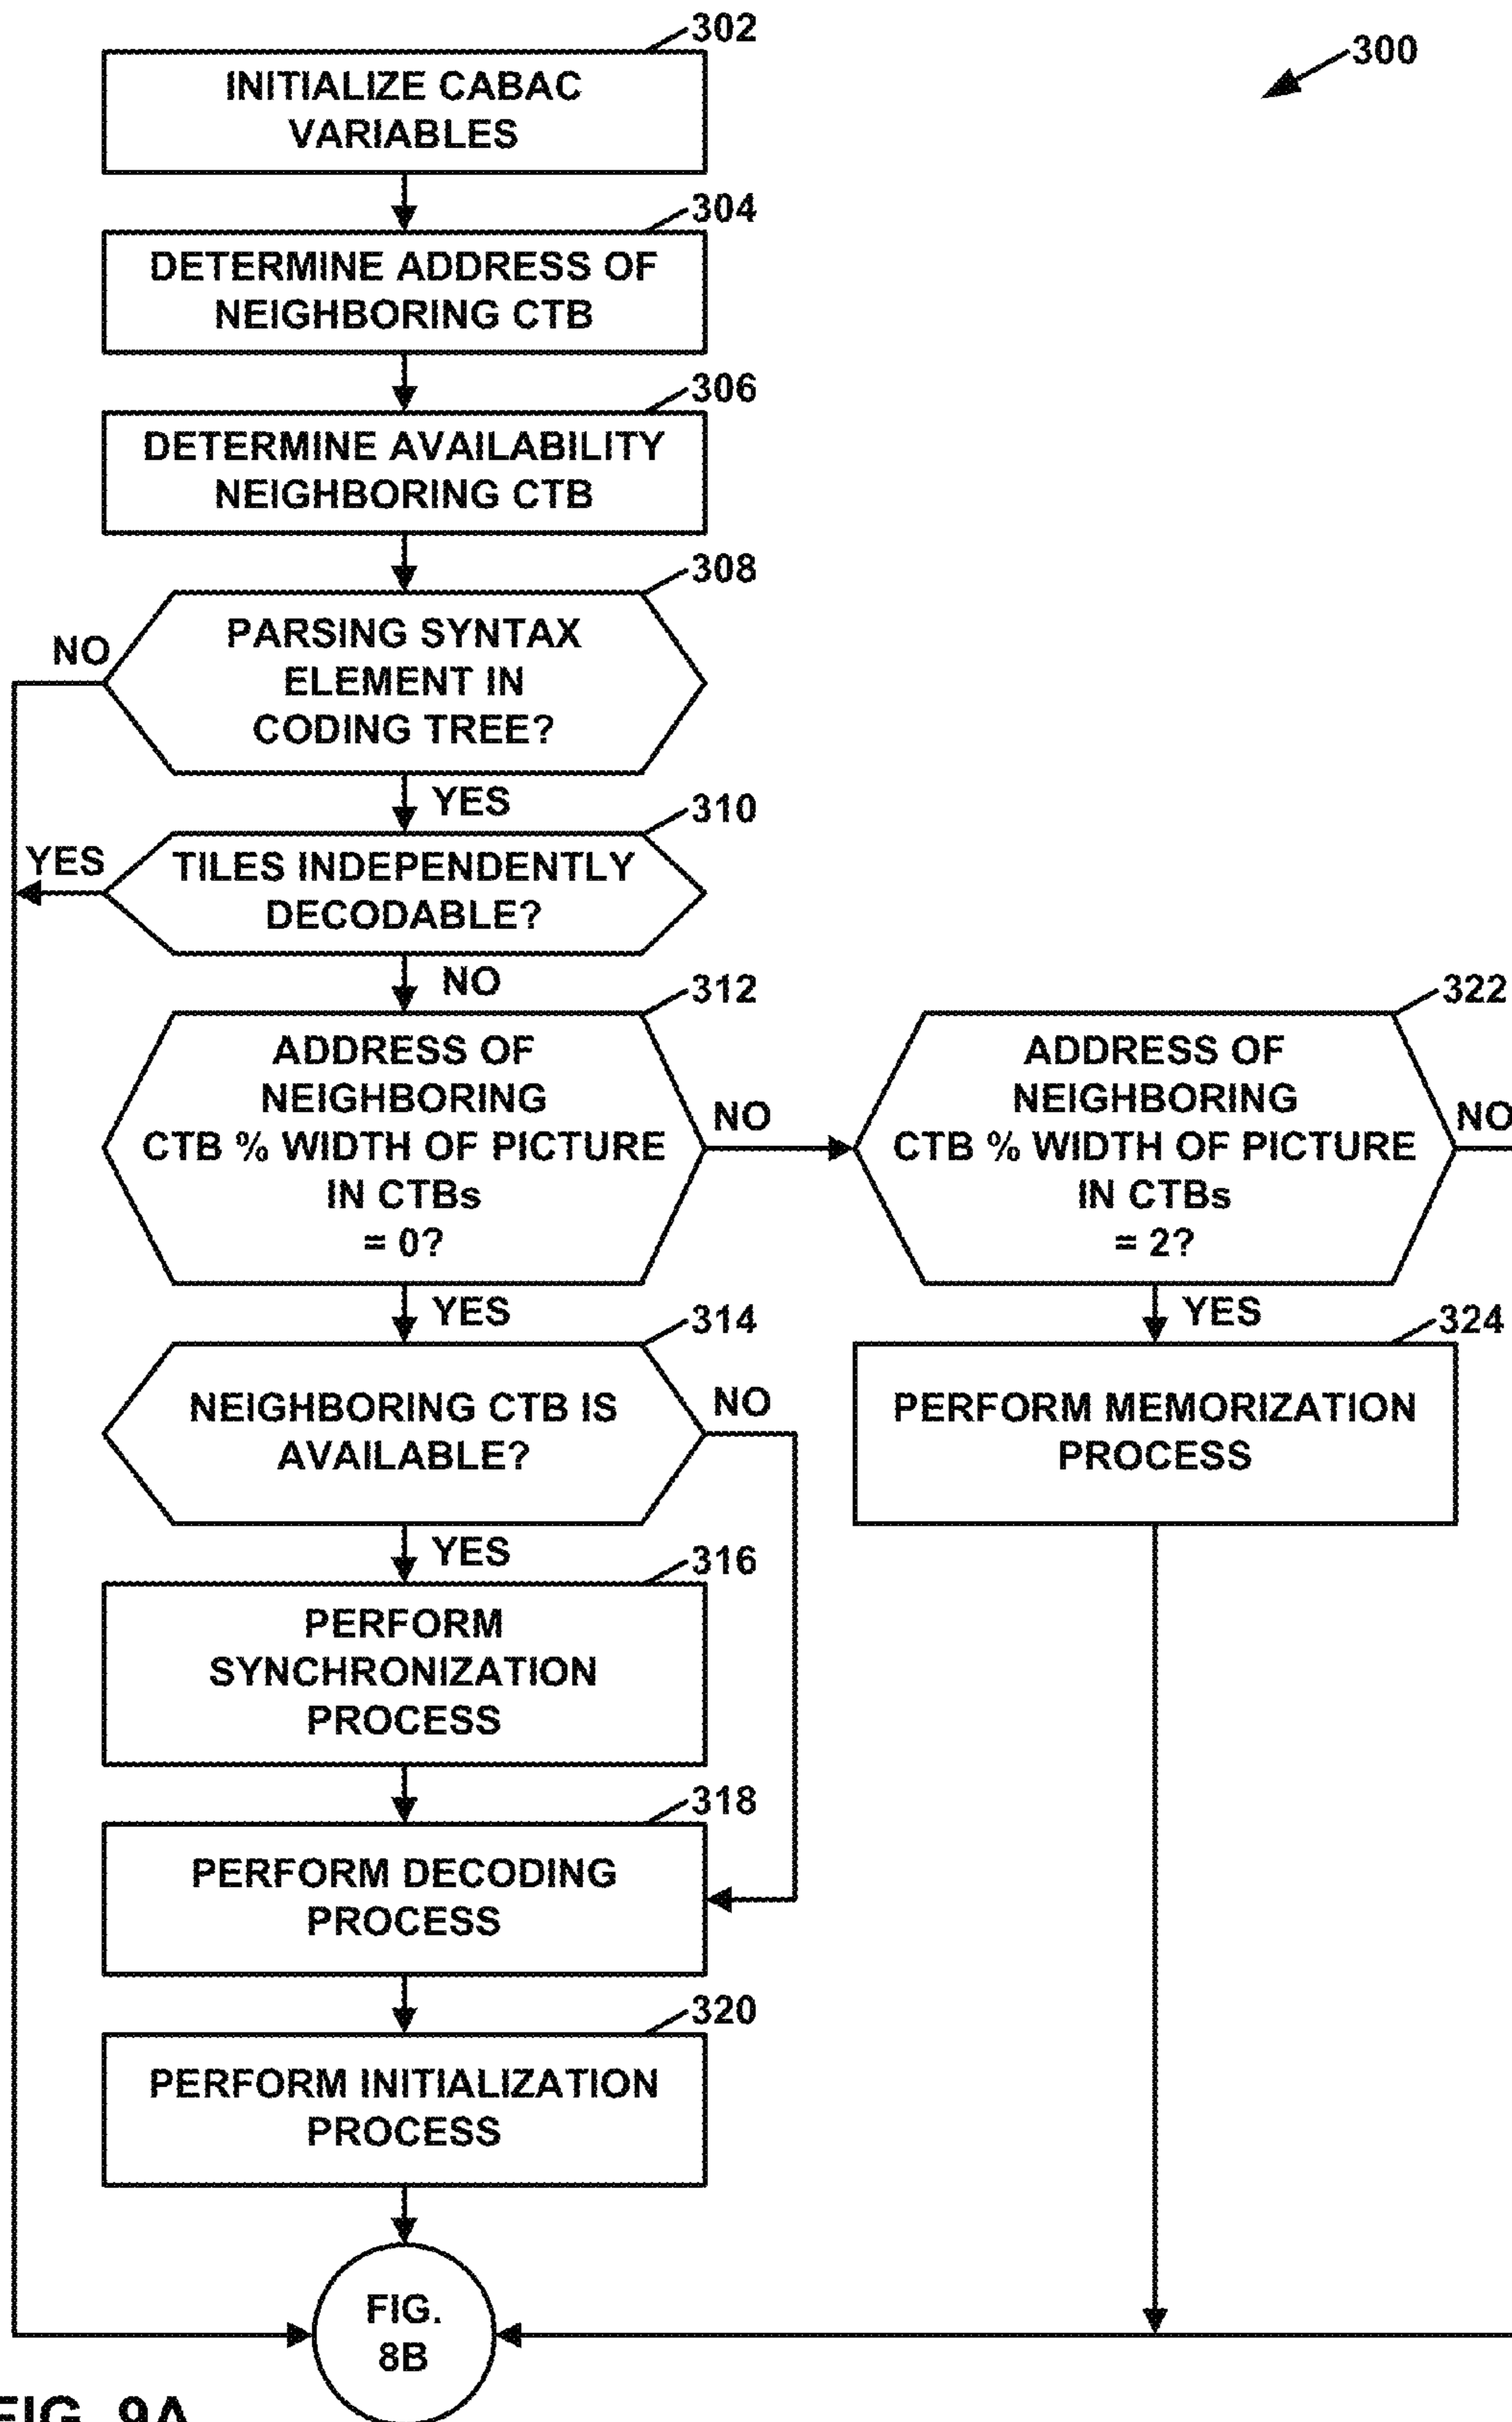 302
300
INITIALIZE CABAC
VARIABLES
304
DETERMINE ADDRESS OF
NEIGHBORING CTB
306
DETERMINE AVAILABILITY
NEIGHBORING CTB
308
PARSING SYNTAX
ELEMENT IN
CODING TREE?
NO
YES
310
TILES INDEPENDENTLY
DECODABLE?
YES
NO
312
ADDRESS OF
NEIGHBORING
CTB % WIDTH OF PICTURE
IN CTBs
= 0?
NO
322
ADDRESS OF
NEIGHBORING
CTB % WIDTH OF PICTURE
IN CTBs
= 2?
NO
YES
314
NEIGHBORING CTB IS
AVAILABLE?
NO
YES
324
PERFORM MEMORIZATION
PROCESS
YES
316
PERFORM
SYNCHRONIZATION
PROCESS
318
PERFORM DECODING
PROCESS
320
PERFORM INITIALIZATION
PROCESS
FIG.
8B
FIG. 9A